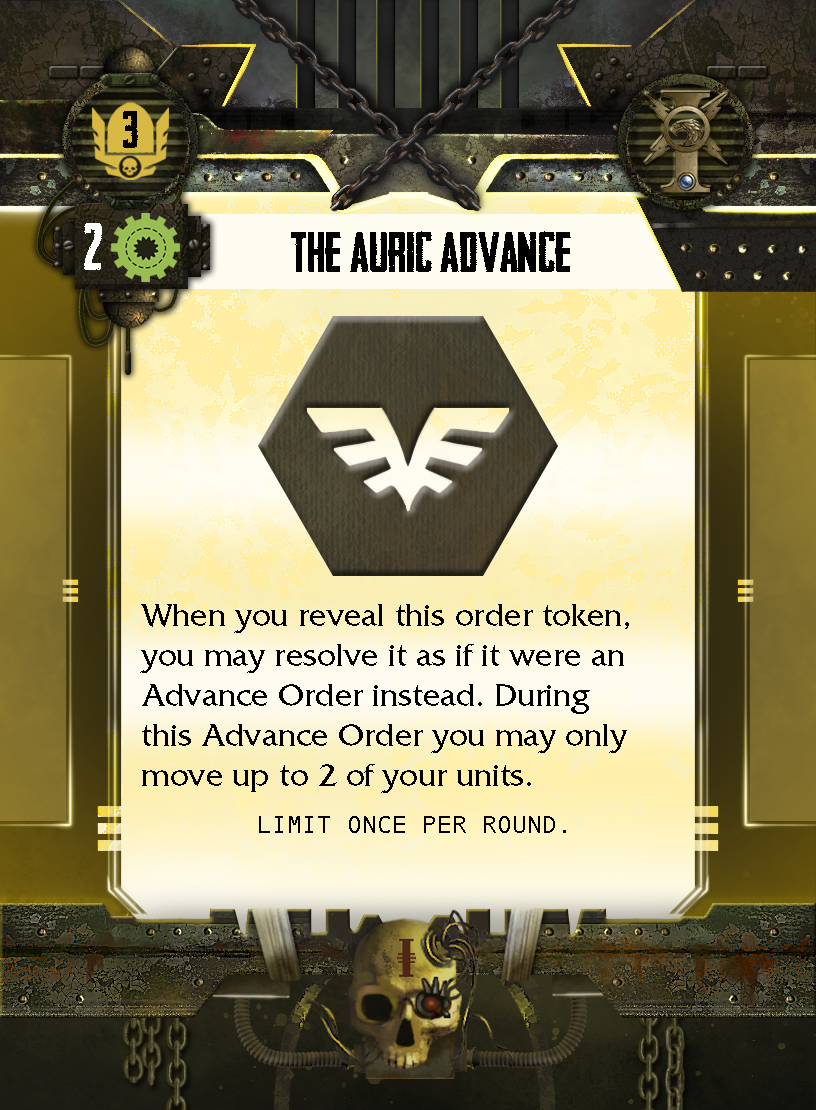 3
2
THE AURIC ADVANCE
When you reveal this order token,
you may resolve it as if it were an
Advance Order instead. During
this Advance Order you may only
move up to 2 of your units.
LIMIT ONCE PER ROUND.